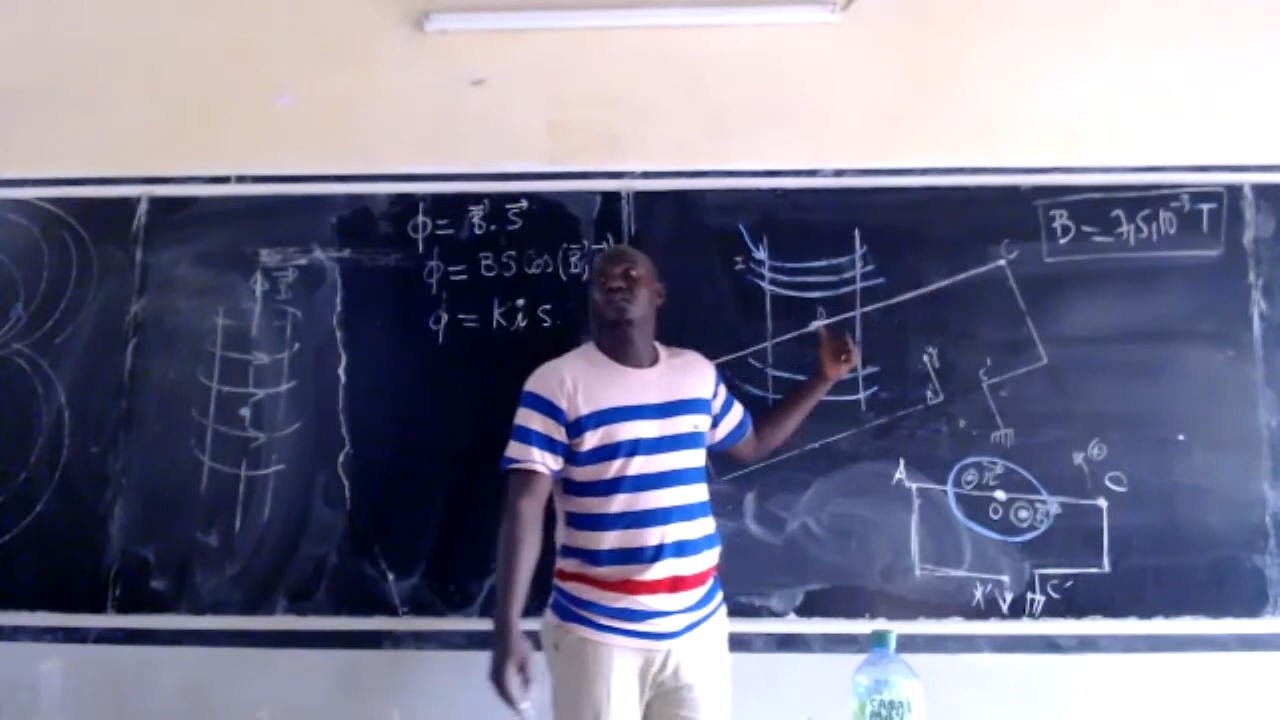 ϕ = B⃗ . S⃗
ϕ = BS cos(B⃗,
ϕ = K i s.
I
C
C'
B = 7,5.10⁻³ T
A
n⃗
+
C
O
B⃗
A'
C'